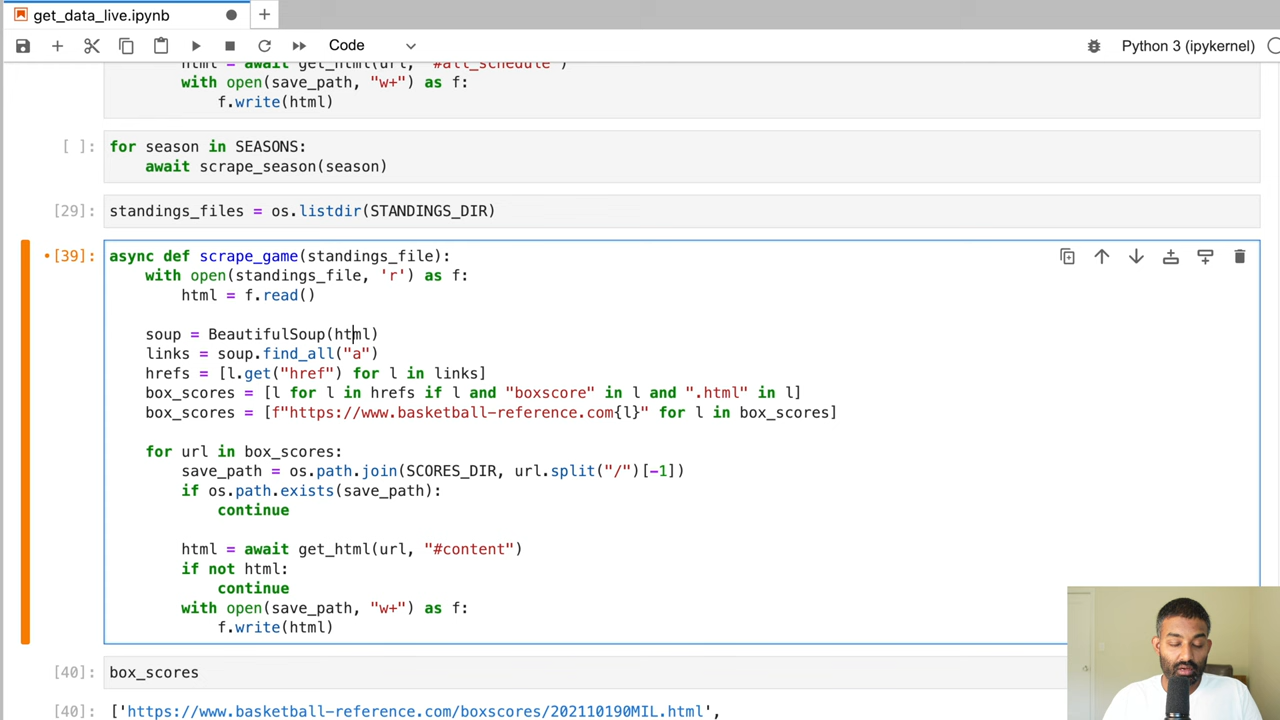 get_data_live.ipynb
Code
Python 3 (ipykernel)
html = await get_html(url, "#all_schedule")
with open(save_path, "w+") as f:
f.write(html)
[ ]: for season in SEASONS:
await scrape_season(season)
[29]: standings_files = os.listdir(STANDINGS_DIR)
[39]: async def scrape_game(standings_file):
with open(standings_file, 'r') as f:
html = f.read()
soup = BeautifulSoup(html)
links = soup.find_all("a")
hrefs = [l.get("href") for l in links]
box_scores = [l for l in hrefs if l and "boxscore" in l and ".html" in l]
box_scores = [f"https://www.basketball-reference.com{l}" for l in box_scores]
for url in box_scores:
save_path = os.path.join(SCORES_DIR, url.split("/")[-1])
if os.path.exists(save_path):
continue
html = await get_html(url, "#content")
if not html:
continue
with open(save_path, "w+") as f:
f.write(html)
[40]: box_scores
[40]: ['https://www.basketball-reference.com/boxscores/202110190MIL.html',